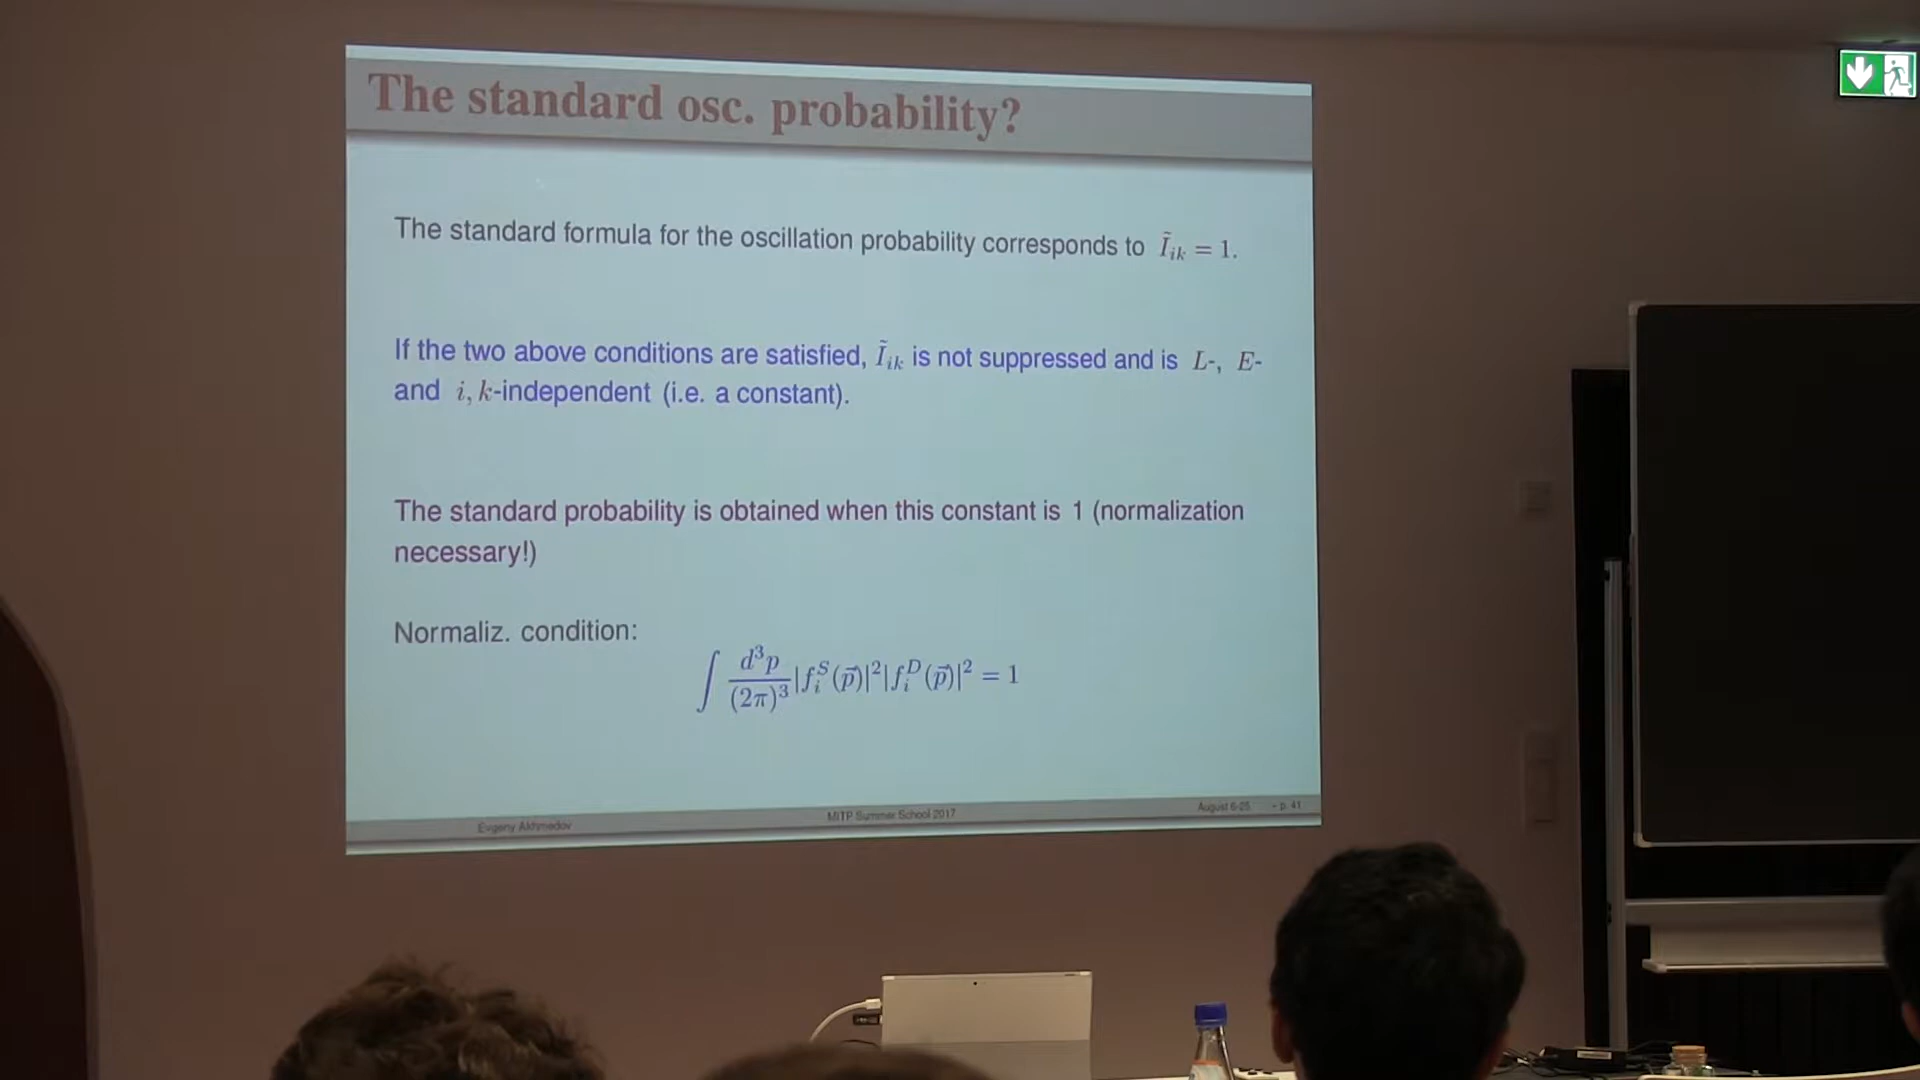 The standard osc. probability?
The standard formula for the oscillation probability corresponds to Ĩ_ik = 1.
If the two above conditions are satisfied, Ĩ_ik is not suppressed and is L-, E-
and i, k-independent (i.e. a constant).
The standard probability is obtained when this constant is 1 (normalization
necessary!)
Normaliz. condition:
∫ d³p/(2π)³ |f_i^S(p⃗)|²|f_i^D(p⃗)|² = 1
Evgeny Akhmedov MITP Summer School 2017 August 6-25 – p. 41